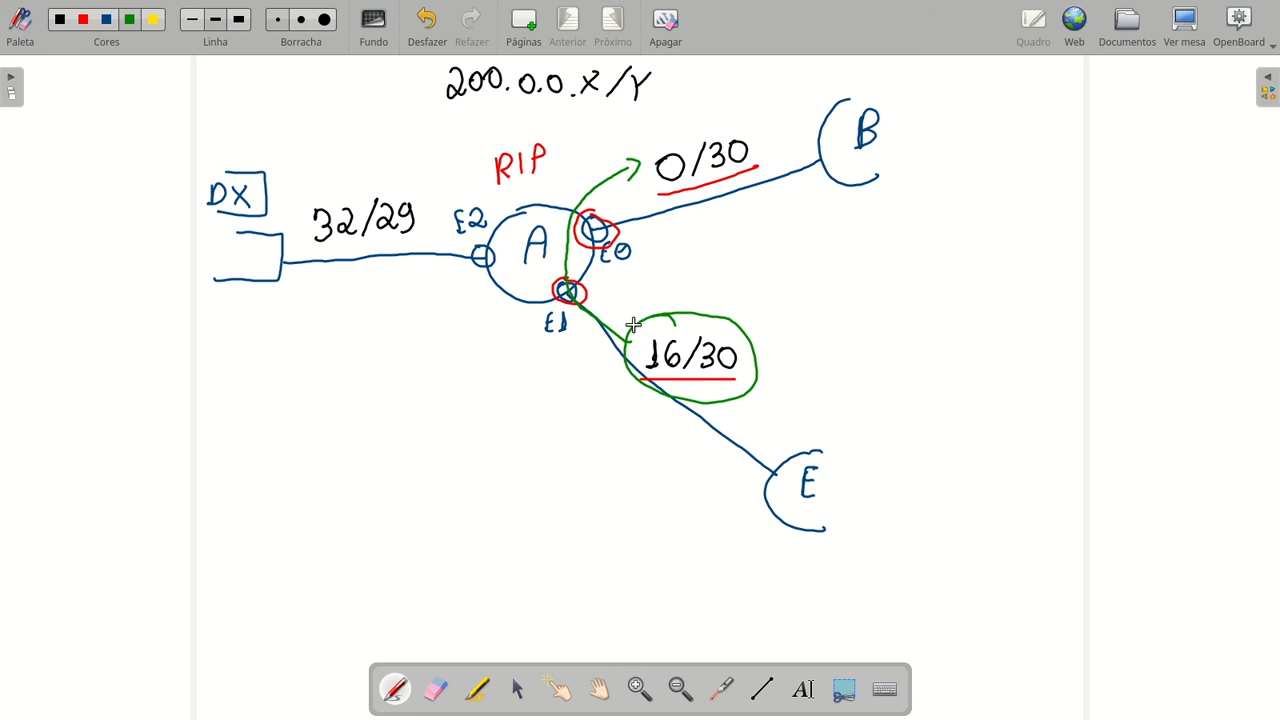 Paleta
Cores
Linha
Borracha
Fundo
Desfazer
Refazer
Páginas
Anterior
Próximo
Apagar
Quadro
Web
Documentos
Ver mesa
OpenBoard
200.0.0.X/Y
B
RIP
0/30
DX
32/29
E2
A
E0
E1
16/30
E
AI